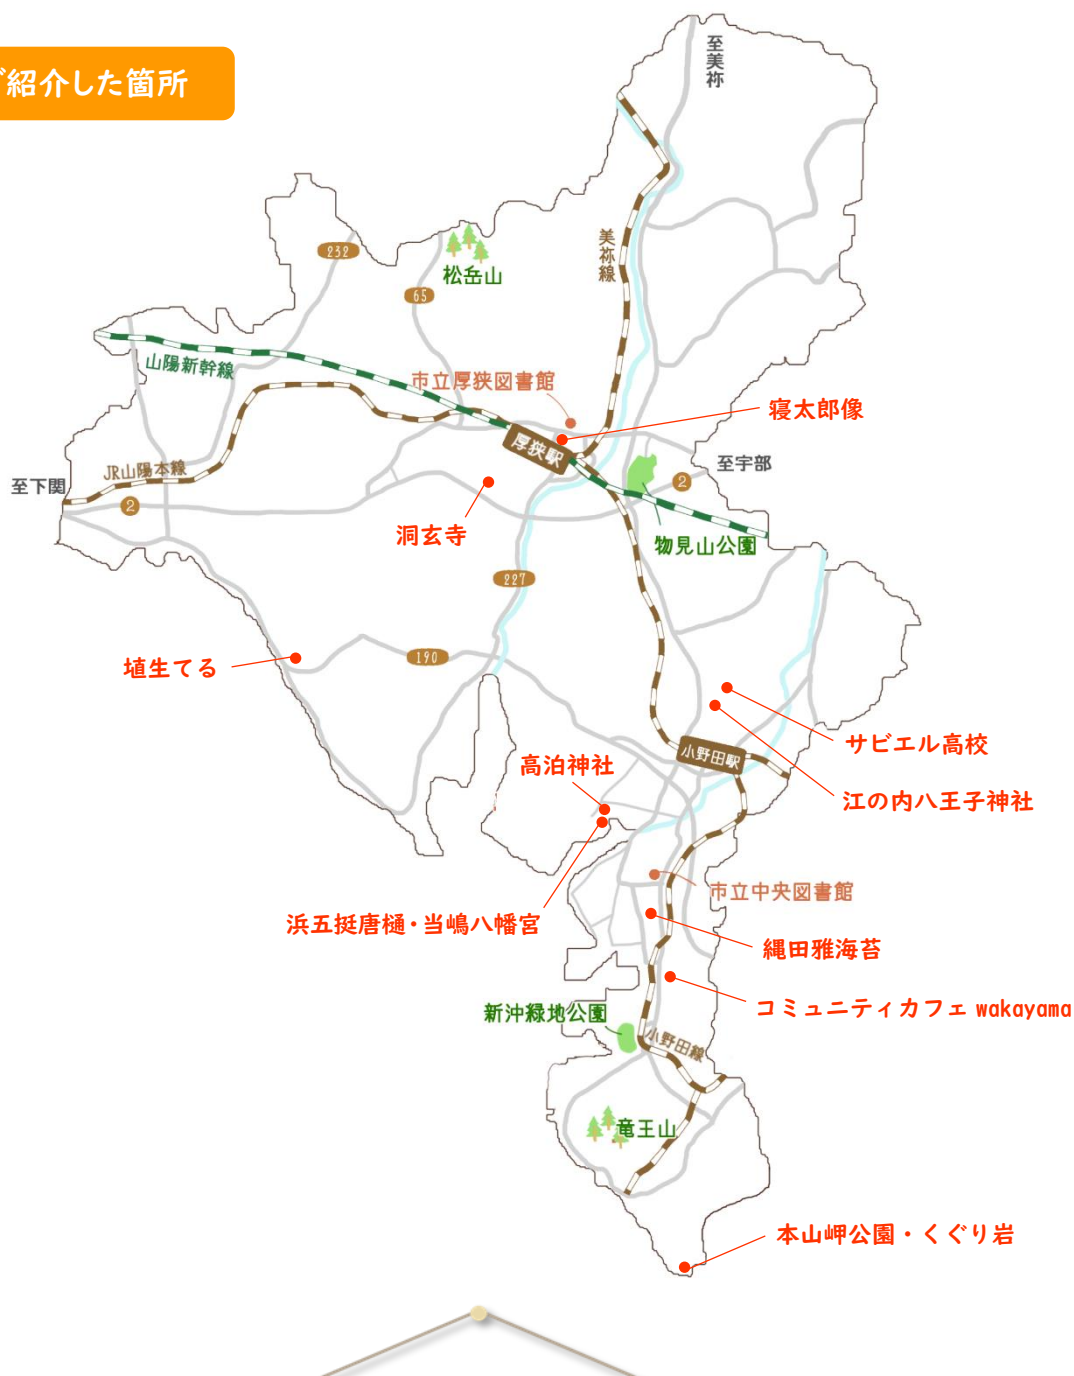 ご紹介した箇所
至美祢
美祢線
232
松岳山
65
山陽新幹線
市立厚狭図書館
寝太郎像
厚狭駅
至宇部
JR山陽本線
至下関
2
2
洞玄寺
物見山公園
227
埴生てる
190
サビエル高校
小野田駅
高泊神社
江の内八王子神社
市立中央図書館
浜五挺唐樋・当嶋八幡宮
縄田雅海苔
コミュニティカフェ wakayama
新沖緑地公園
小野田線
竜王山
本山岬公園・くぐり岩